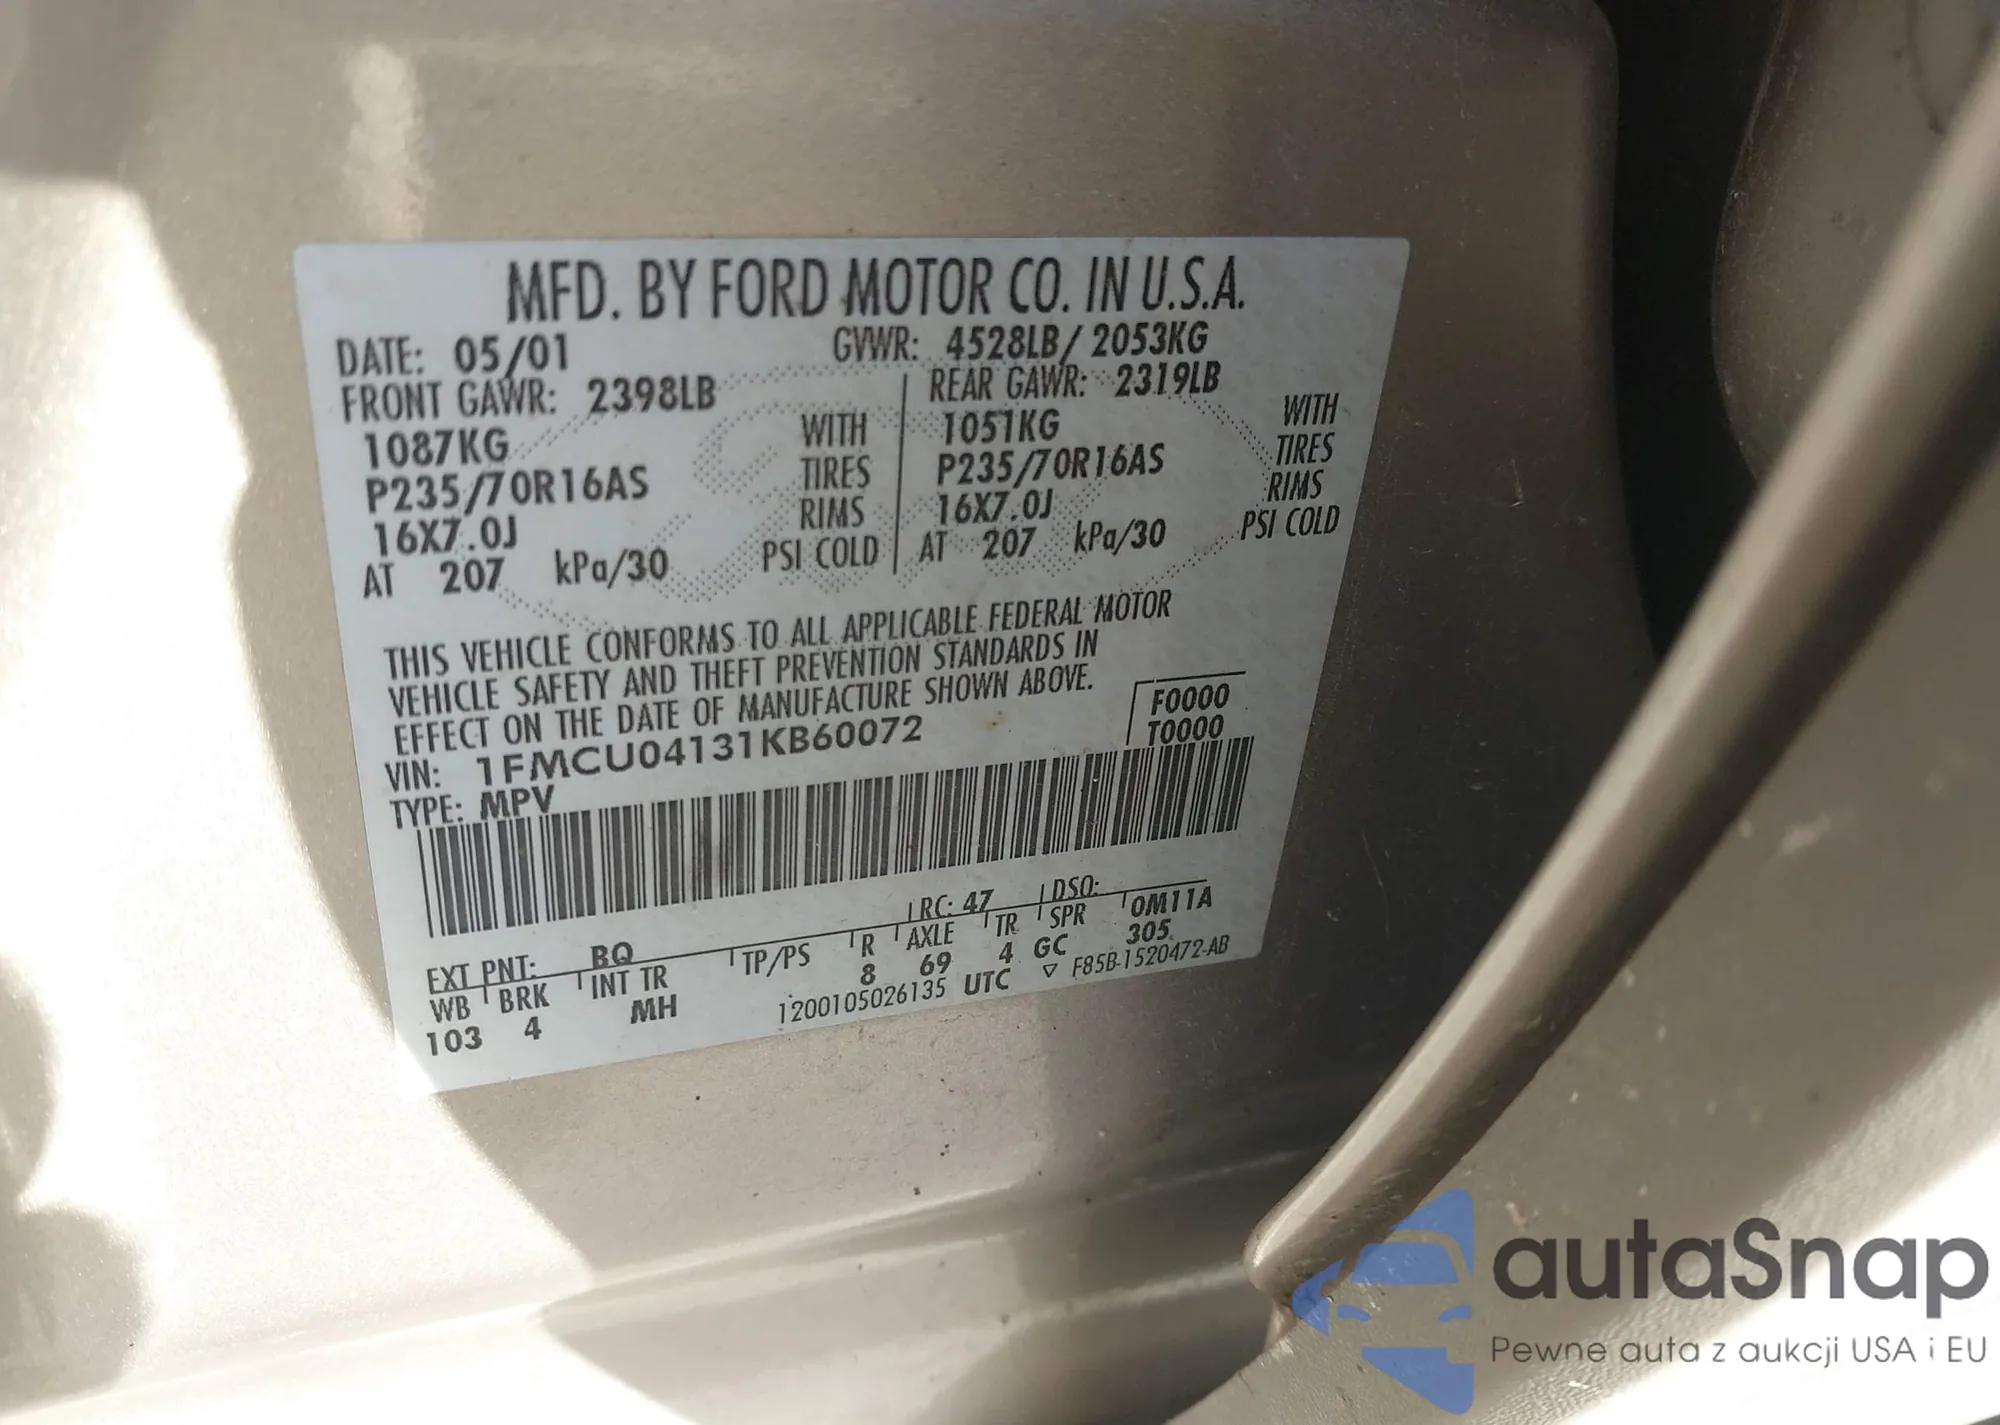 MFD. BY FORD MOTOR CO. IN U.S.A.
DATE: 05/01 GVWR: 4528LB/ 2053KG
FRONT GAWR: 2398LB REAR GAWR: 2319LB
1087KG WITH 1051KG WITH
P235/70R16AS TIRES P235/70R16AS TIRES
16X7.0J RIMS 16X7.0J RIMS
AT 207 kPa/30 PSI COLD AT 207 kPa/30 PSI COLD
THIS VEHICLE CONFORMS TO ALL APPLICABLE FEDERAL MOTOR
VEHICLE SAFETY AND THEFT PREVENTION STANDARDS IN
EFFECT ON THE DATE OF MANUFACTURE SHOWN ABOVE.
F0000
VIN: 1FMCU04131KB60072 T0000
TYPE: MPV
EXT PNT: BQ RC: 47 DSO:
WB BRK INT TR TP/PS R AXLE TR SPR 0M11A
103 4 MH 8 69 4 GC 305
1200105026135 UTC ▽ F85B-1520472-AB
autaSnap
Pewne auta z aukcji USA i EU